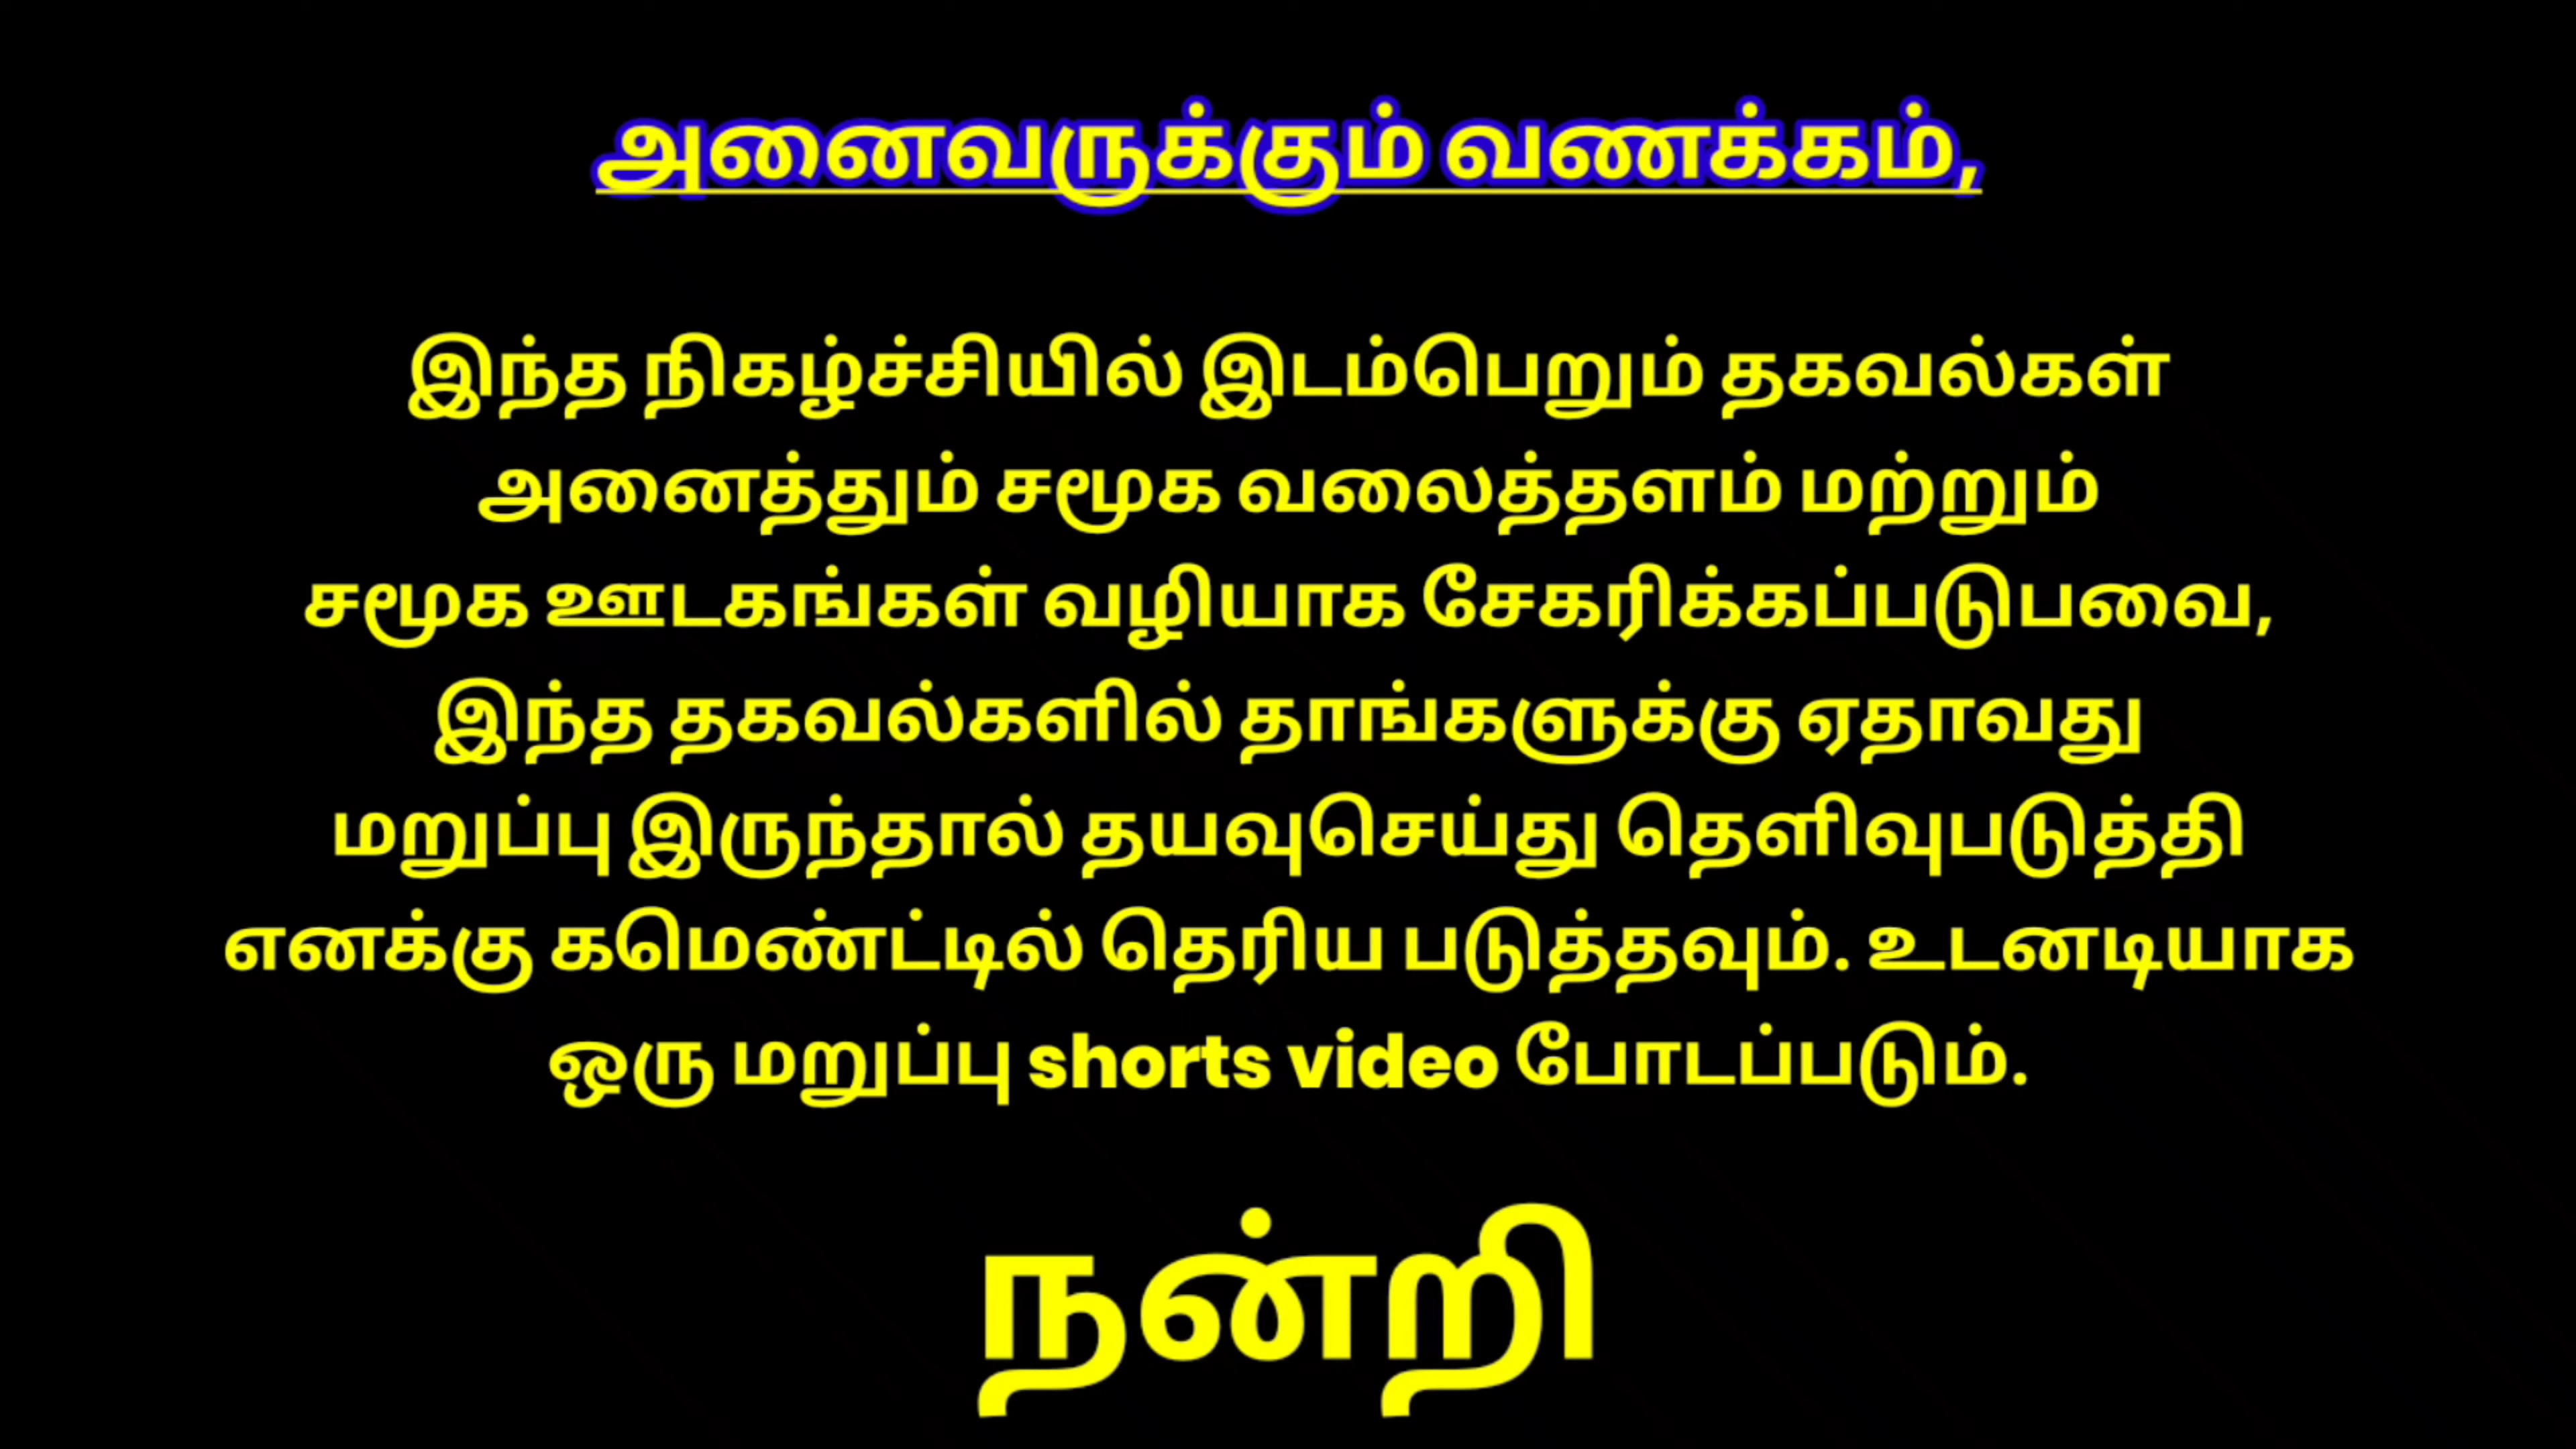 அனைவருக்கும் வணக்கம்,
இந்த நிகழ்ச்சியில் இடம்பெறும் தகவல்கள்
அனைத்தும் சமூக வலைத்தளம் மற்றும்
சமூக ஊடகங்கள் வழியாக சேகரிக்கப்படுபவை,
இந்த தகவல்களில் தாங்களுக்கு ஏதாவது
மறுப்பு இருந்தால் தயவுசெய்து தெளிவுபடுத்தி
எனக்கு கமெண்ட்டில் தெரிய படுத்தவும். உடனடியாக
ஒரு மறுப்பு shorts video போடப்படும்.
நன்றி